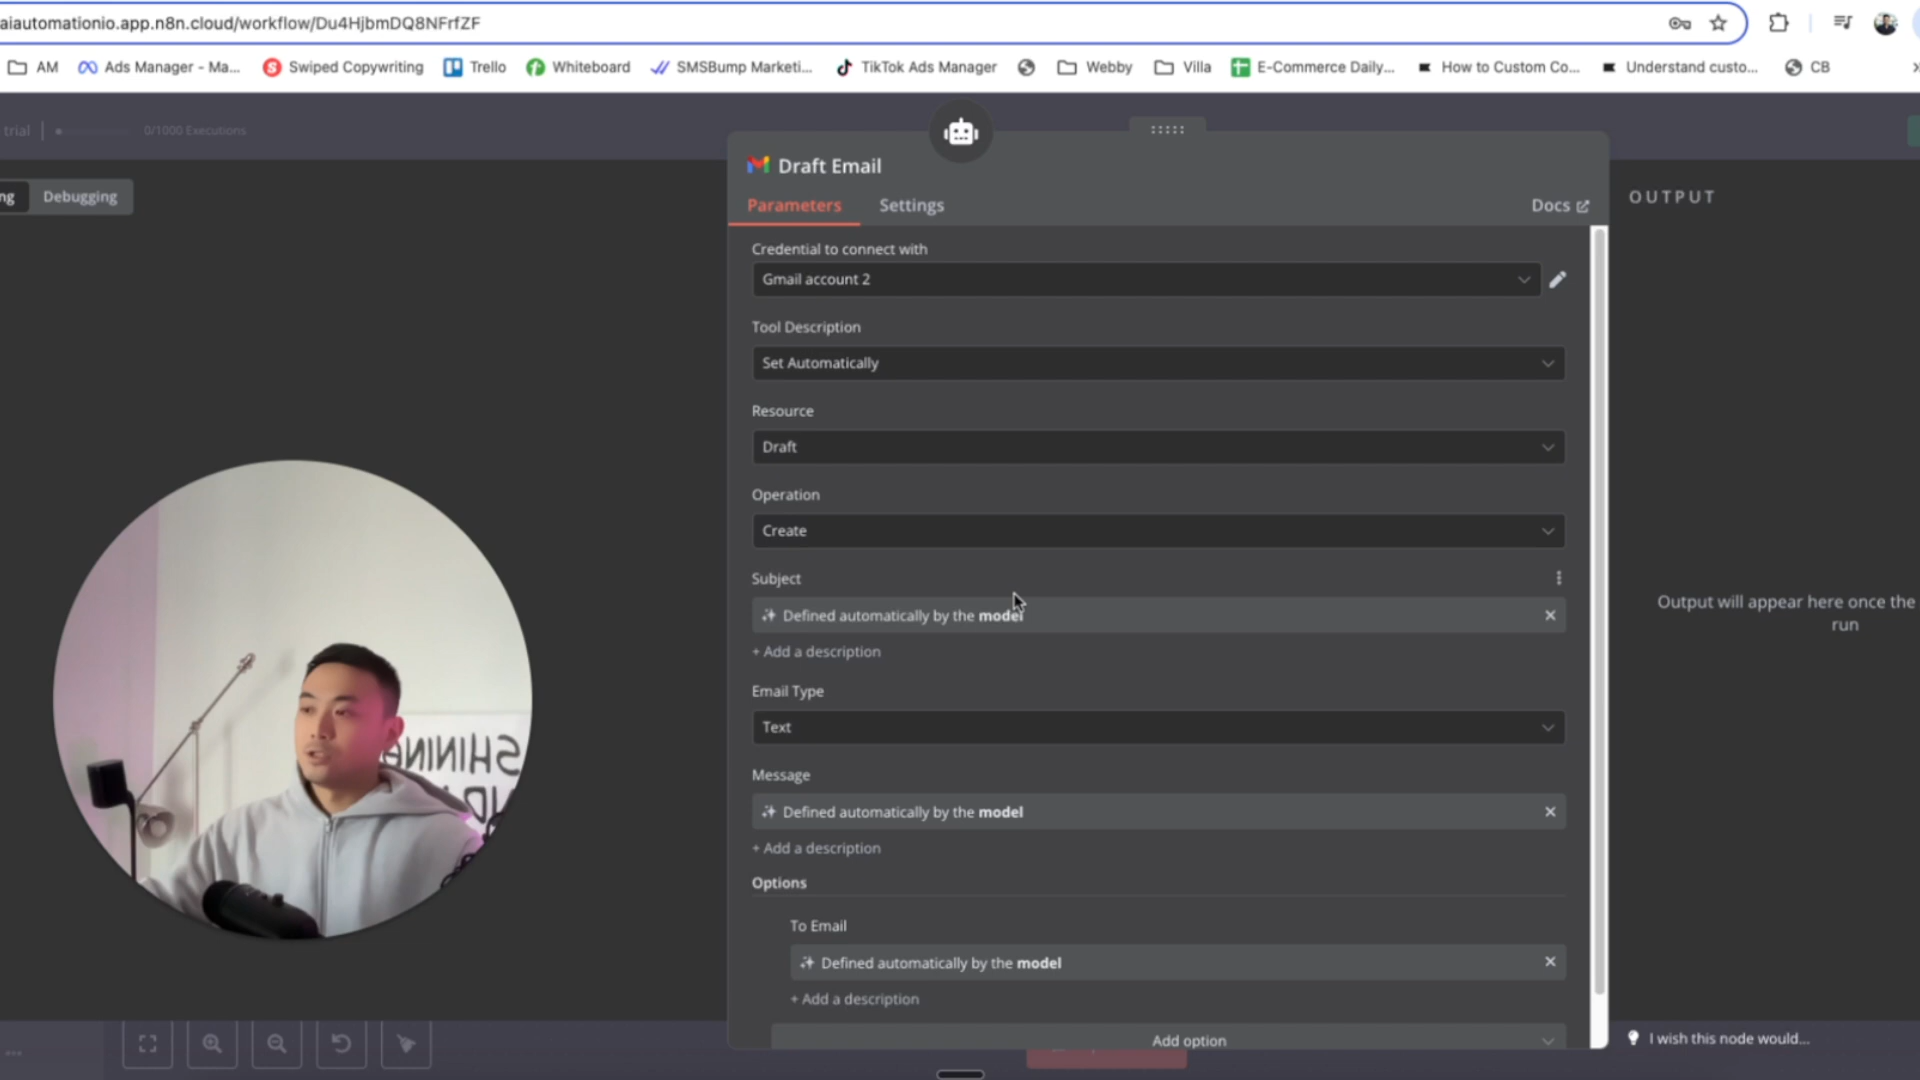 aiautomationio.app.n8n.cloud/workflow/Du4HjbmDQ8NFrfZF
AM
Ads Manager - Ma...
Swiped Copywriting
Trello
Whiteboard
SMSBump Marketi...
TikTok Ads Manager
Webby
Villa
E-Commerce Daily...
How to Custom Co...
Understand custo...
CB
trial
0/1000 Executions
ng
Debugging
Draft Email
Parameters
Settings
Docs
OUTPUT
Credential to connect with
Gmail account 2
Tool Description
Set Automatically
Resource
Draft
Operation
Create
Subject
Defined automatically by the model
+ Add a description
Email Type
Text
Message
Defined automatically by the model
+ Add a description
Options
To Email
Defined automatically by the model
+ Add a description
Add option
Output will appear here once the
run
I wish this node would...
SHINING